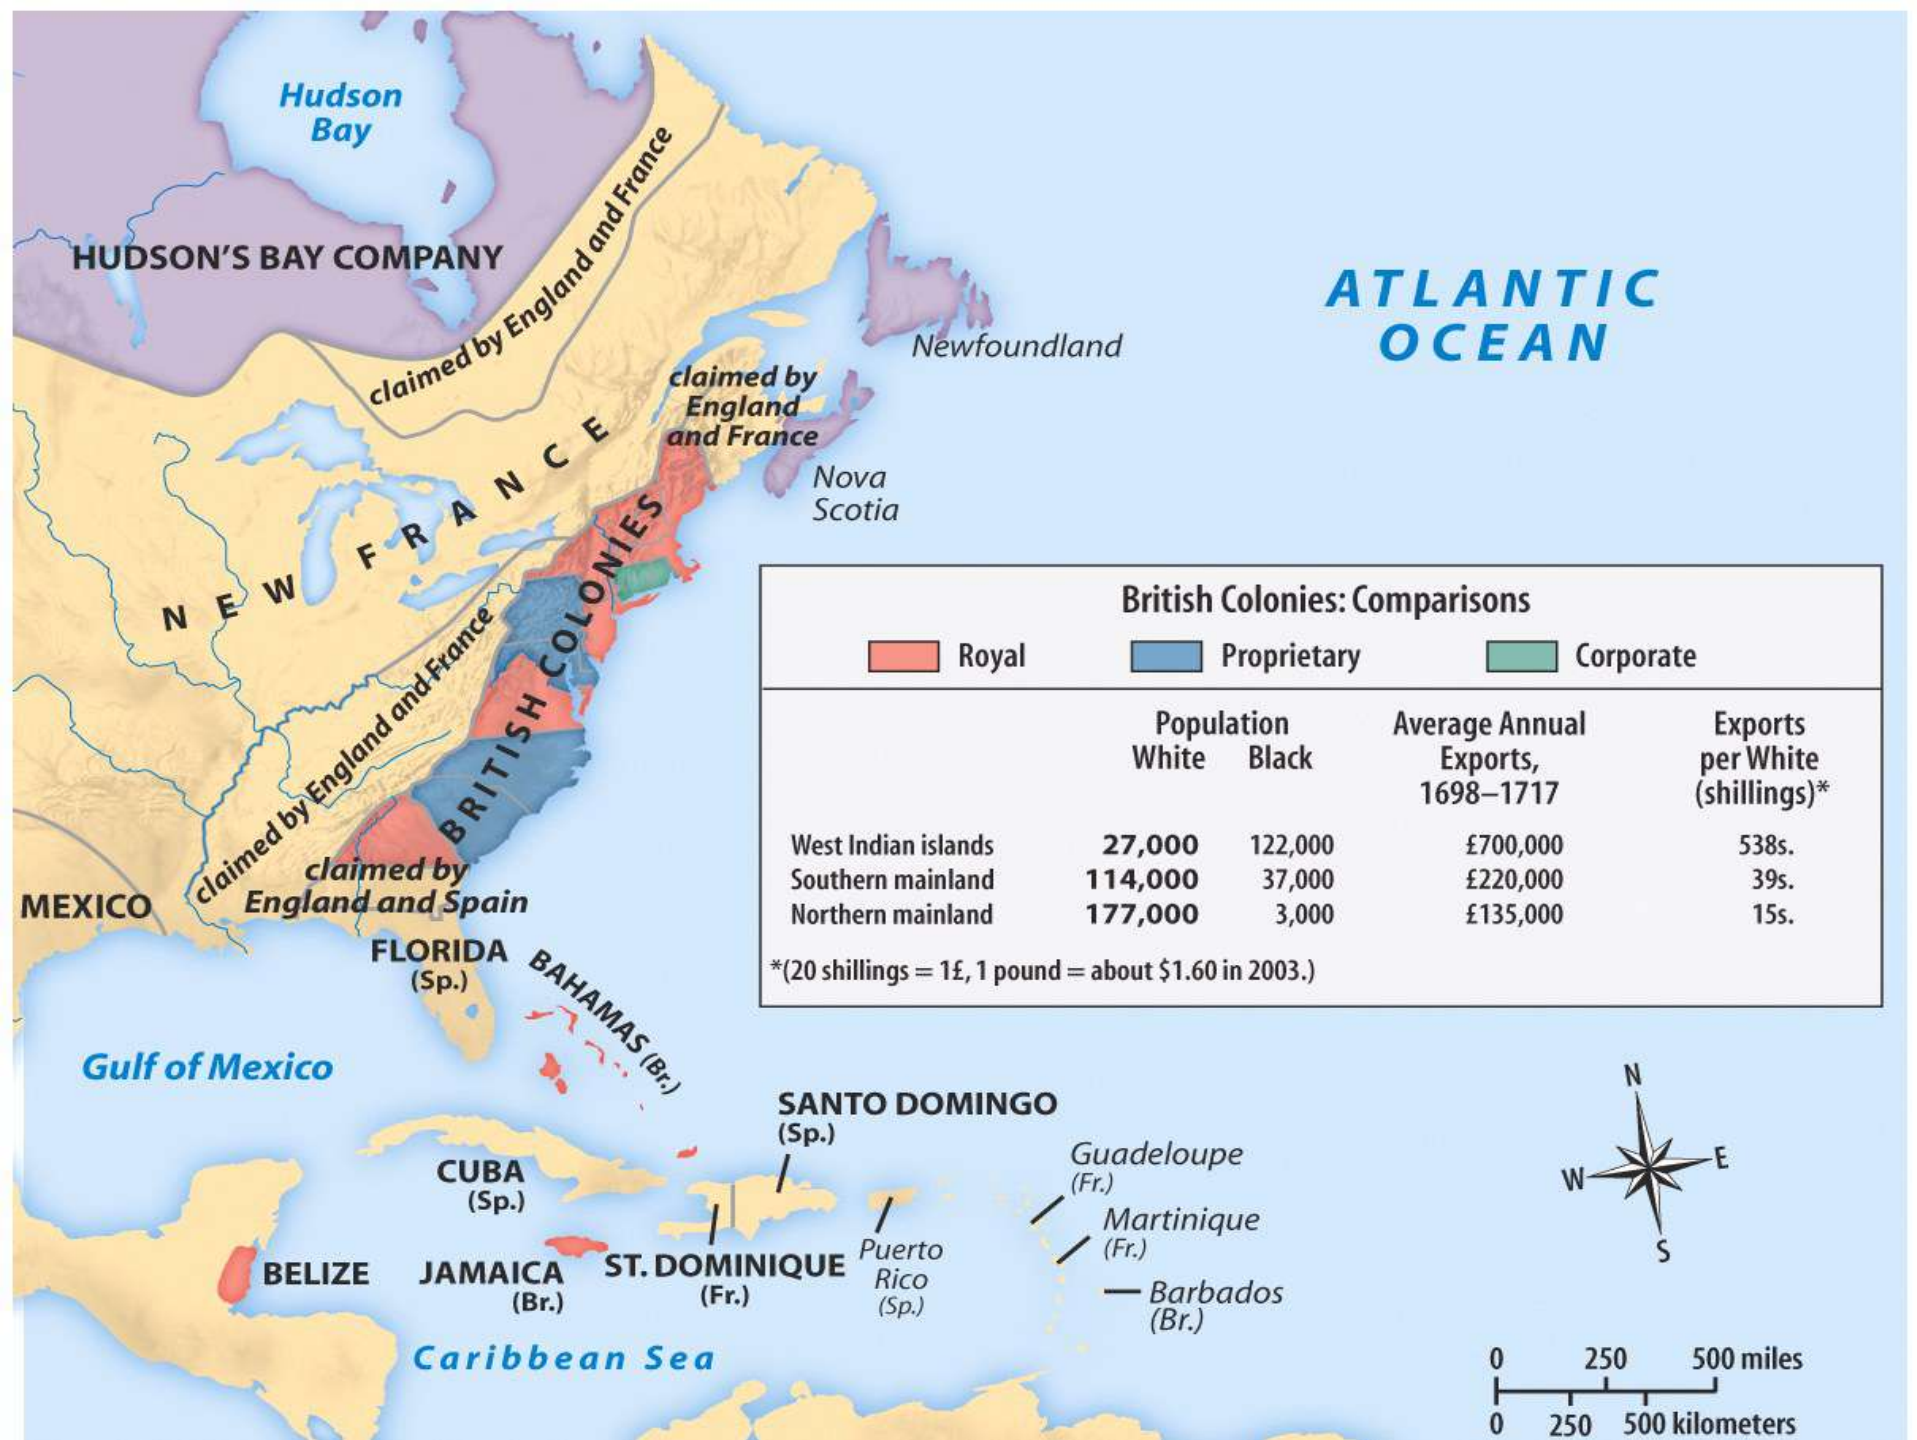 Hudson
Bay
HUDSON'S BAY COMPANY
claimed by England and France
ATLANTIC
OCEAN
Newfoundland
claimed by
England
and France
Nova
Scotia
NEW FRANCE
BRITISH COLONIES
claimed by England and France
claimed by
England and Spain
MEXICO
FLORIDA
(Sp.)
BAHAMAS (Br.)
Gulf of Mexico
British Colonies: Comparisons
Royal Proprietary Corporate
Population Average Annual Exports
White Black Exports, per White
1698–1717 (shillings)*
West Indian islands 27,000 122,000 £700,000 538s.
Southern mainland 114,000 37,000 £220,000 39s.
Northern mainland 177,000 3,000 £135,000 15s.
*(20 shillings = 1£, 1 pound = about $1.60 in 2003.)
SANTO DOMINGO
(Sp.)
CUBA
(Sp.)
Guadeloupe
(Fr.)
Martinique
(Fr.)
Barbados
(Br.)
Puerto
Rico
(Sp.)
ST. DOMINIQUE
(Fr.)
JAMAICA
(Br.)
BELIZE
Caribbean Sea
N
W E
S
0 250 500 miles
0 250 500 kilometers